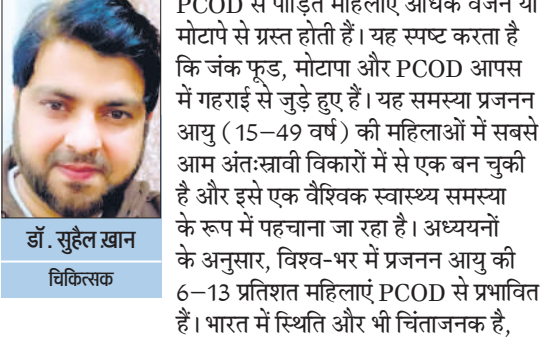 PCOD से पीड़ित महिलाएं अधिक वजन या
मोटापे से ग्रस्त होती हैं। यह स्पष्ट करता है
कि जंक फूड, मोटापा और PCOD आपस
में गहराई से जुड़े हुए हैं। यह समस्या प्रजनन
आयु (15–49 वर्ष) की महिलाओं में सबसे
आम अंतःस्रावी विकारों में से एक बन चुकी
है और इसे एक वैश्विक स्वास्थ्य समस्या
के रूप में पहचाना जा रहा है। अध्ययनों
के अनुसार, विश्व-भर में प्रजनन आयु की
6–13 प्रतिशत महिलाएं PCOD से प्रभावित
हैं। भारत में स्थिति और भी चिंताजनक है,
डॉ. सुहैल ख़ान
चिकित्सक